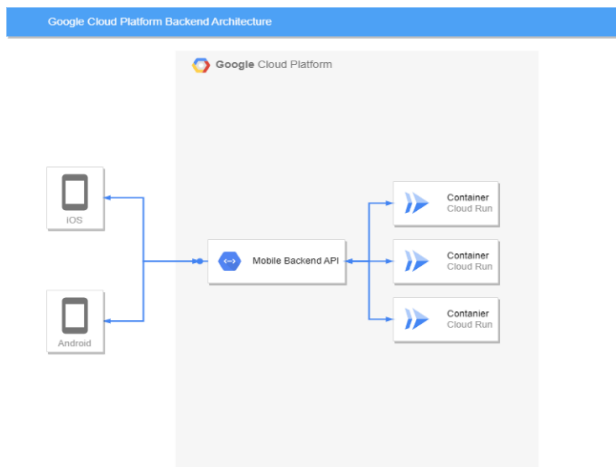 Google Cloud Platform Backend Architecture
Google Cloud Platform
iOS
Android
Mobile Backend API
Container
Cloud Run
Container
Cloud Run
Contanier
Cloud Run